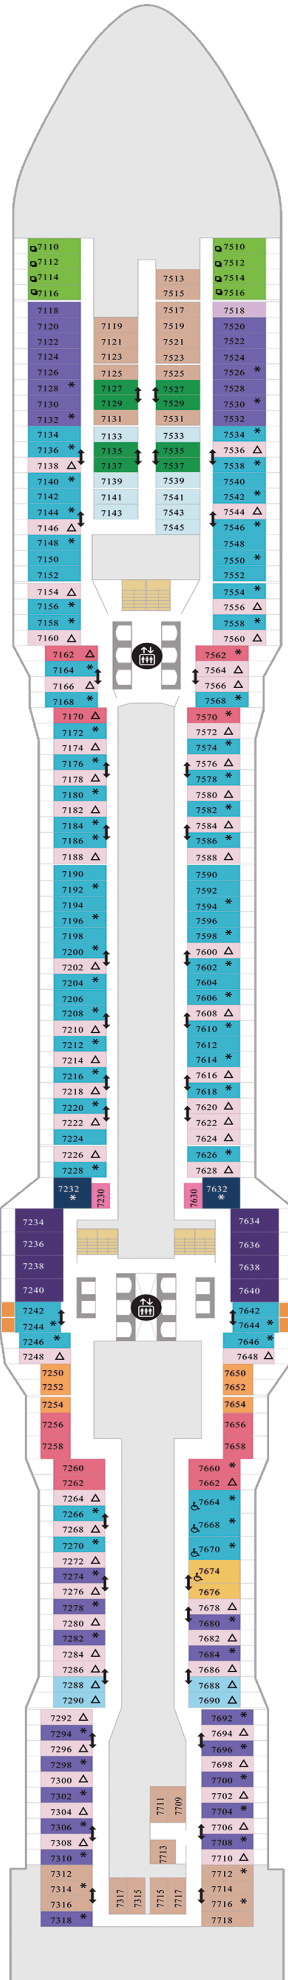 7110 7510
7112 7512
7114 7514
7513
7116 7515 7516
7118 7517 7518
7120 7119 7519 7520
7122 7121 7521 7522
7124 7123 7523 7524
7126 7125 7525 7526 *
7128 * 7127 7527 7528
7130 7129 7529 7530 *
7132 * 7131 7531 7532
7134 7133 7533 7534 *
7136 * 7135 7535 7536 △
7138 △ 7137 7537 7538 *
7140 * 7139 7539 7540
7142 7141 7541 7542 *
7144 * 7143 7543 7544 △
7146 △ 7545 7546 *
7148 * 7548
7150 7550 *
7152 7552
7154 △ 7554 *
7156 * 7556 △
7158 * 7558 *
7160 △ 7560 △
7162 △ 7562 *
7164 * 7564 △
7166 △ 7566 △
7168 * 7568 *
7170 △ 7570 *
7172 * 7572 △
7174 △ 7574 *
7176 * 7576 △
7178 △ 7578 *
7180 * 7580 △
7182 △ 7582 *
7184 * 7584 △
7186 * 7586 *
7188 △ 7588 △
7190 7590
7192 * 7592
7194 7594 *
7196 * 7596
7198 7598 *
7200 * 7600 △
7202 △ 7602 *
7204 * 7604
7206 7606 *
7208 * 7608 △
7210 △ 7610 *
7212 * 7612
7214 △ 7614 *
7216 * 7616 △
7218 △ 7618 *
7220 * 7620 △
7222 △ 7622 △
7224 7624 △
7226 △ 7626 *
7228 * 7628 △
7232 * 7230 7630 7632 *
7234 7634
7236 7636
7238 7638
7240 7640
7242 7642
7244 * 7644 *
7246 * 7646 *
7248 △ 7648 △
7250 7650
7252 7652
7254 7654
7256 7656
7258 7658
7260 7660 *
7262 7662 △
7264 △ 7664 *
7266 *
7268 △ 7668 *
7270 * 7670 *
7272 △
7274 * 7674
7276 △ 7676
7278 * 7678 △
7280 △ 7680 *
7282 * 7682 △
7284 △ 7684 *
7286 △ 7686 △
7288 △ 7688 △
7290 △ 7690 △
7292 △ 7692 *
7294 * 7694 △
7296 △ 7696 *
7298 * 7698 △
7300 △ 7700
7302 * 7702 △
7304 △ 7711 7709 7704 *
7306 * 7706 △
7308 △ 7708 *
7310 * 7713 7710 △
7312 7712 *
7314 * 7317 7315 7715 7717 7714
7316 7716 *
7318 * 7718